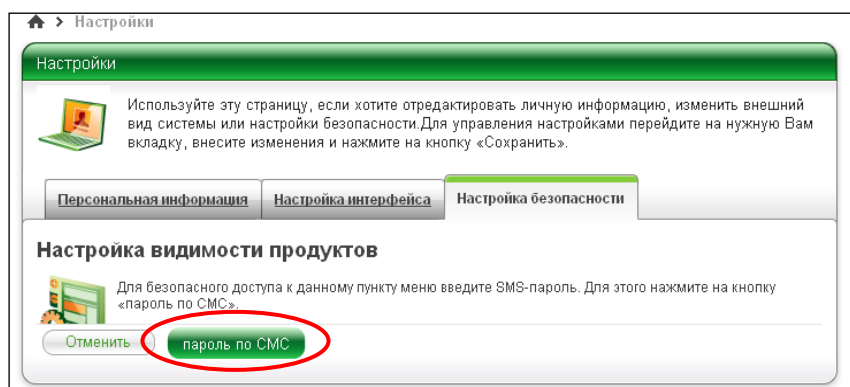 Настройки
Настройки
Используйте эту страницу, если хотите отредактировать личную информацию, изменить внешний
вид системы или настройки безопасности.Для управления настройками перейдите на нужную Вам
вкладку, внесите изменения и нажмите на кнопку «Сохранить».
Персональная информация Настройка интерфейса Настройка безопасности
Настройка видимости продуктов
Для безопасного доступа к данному пункту меню введите SMS-пароль. Для этого нажмите на кнопку
«пароль по СМС».
Отменить пароль по СМС